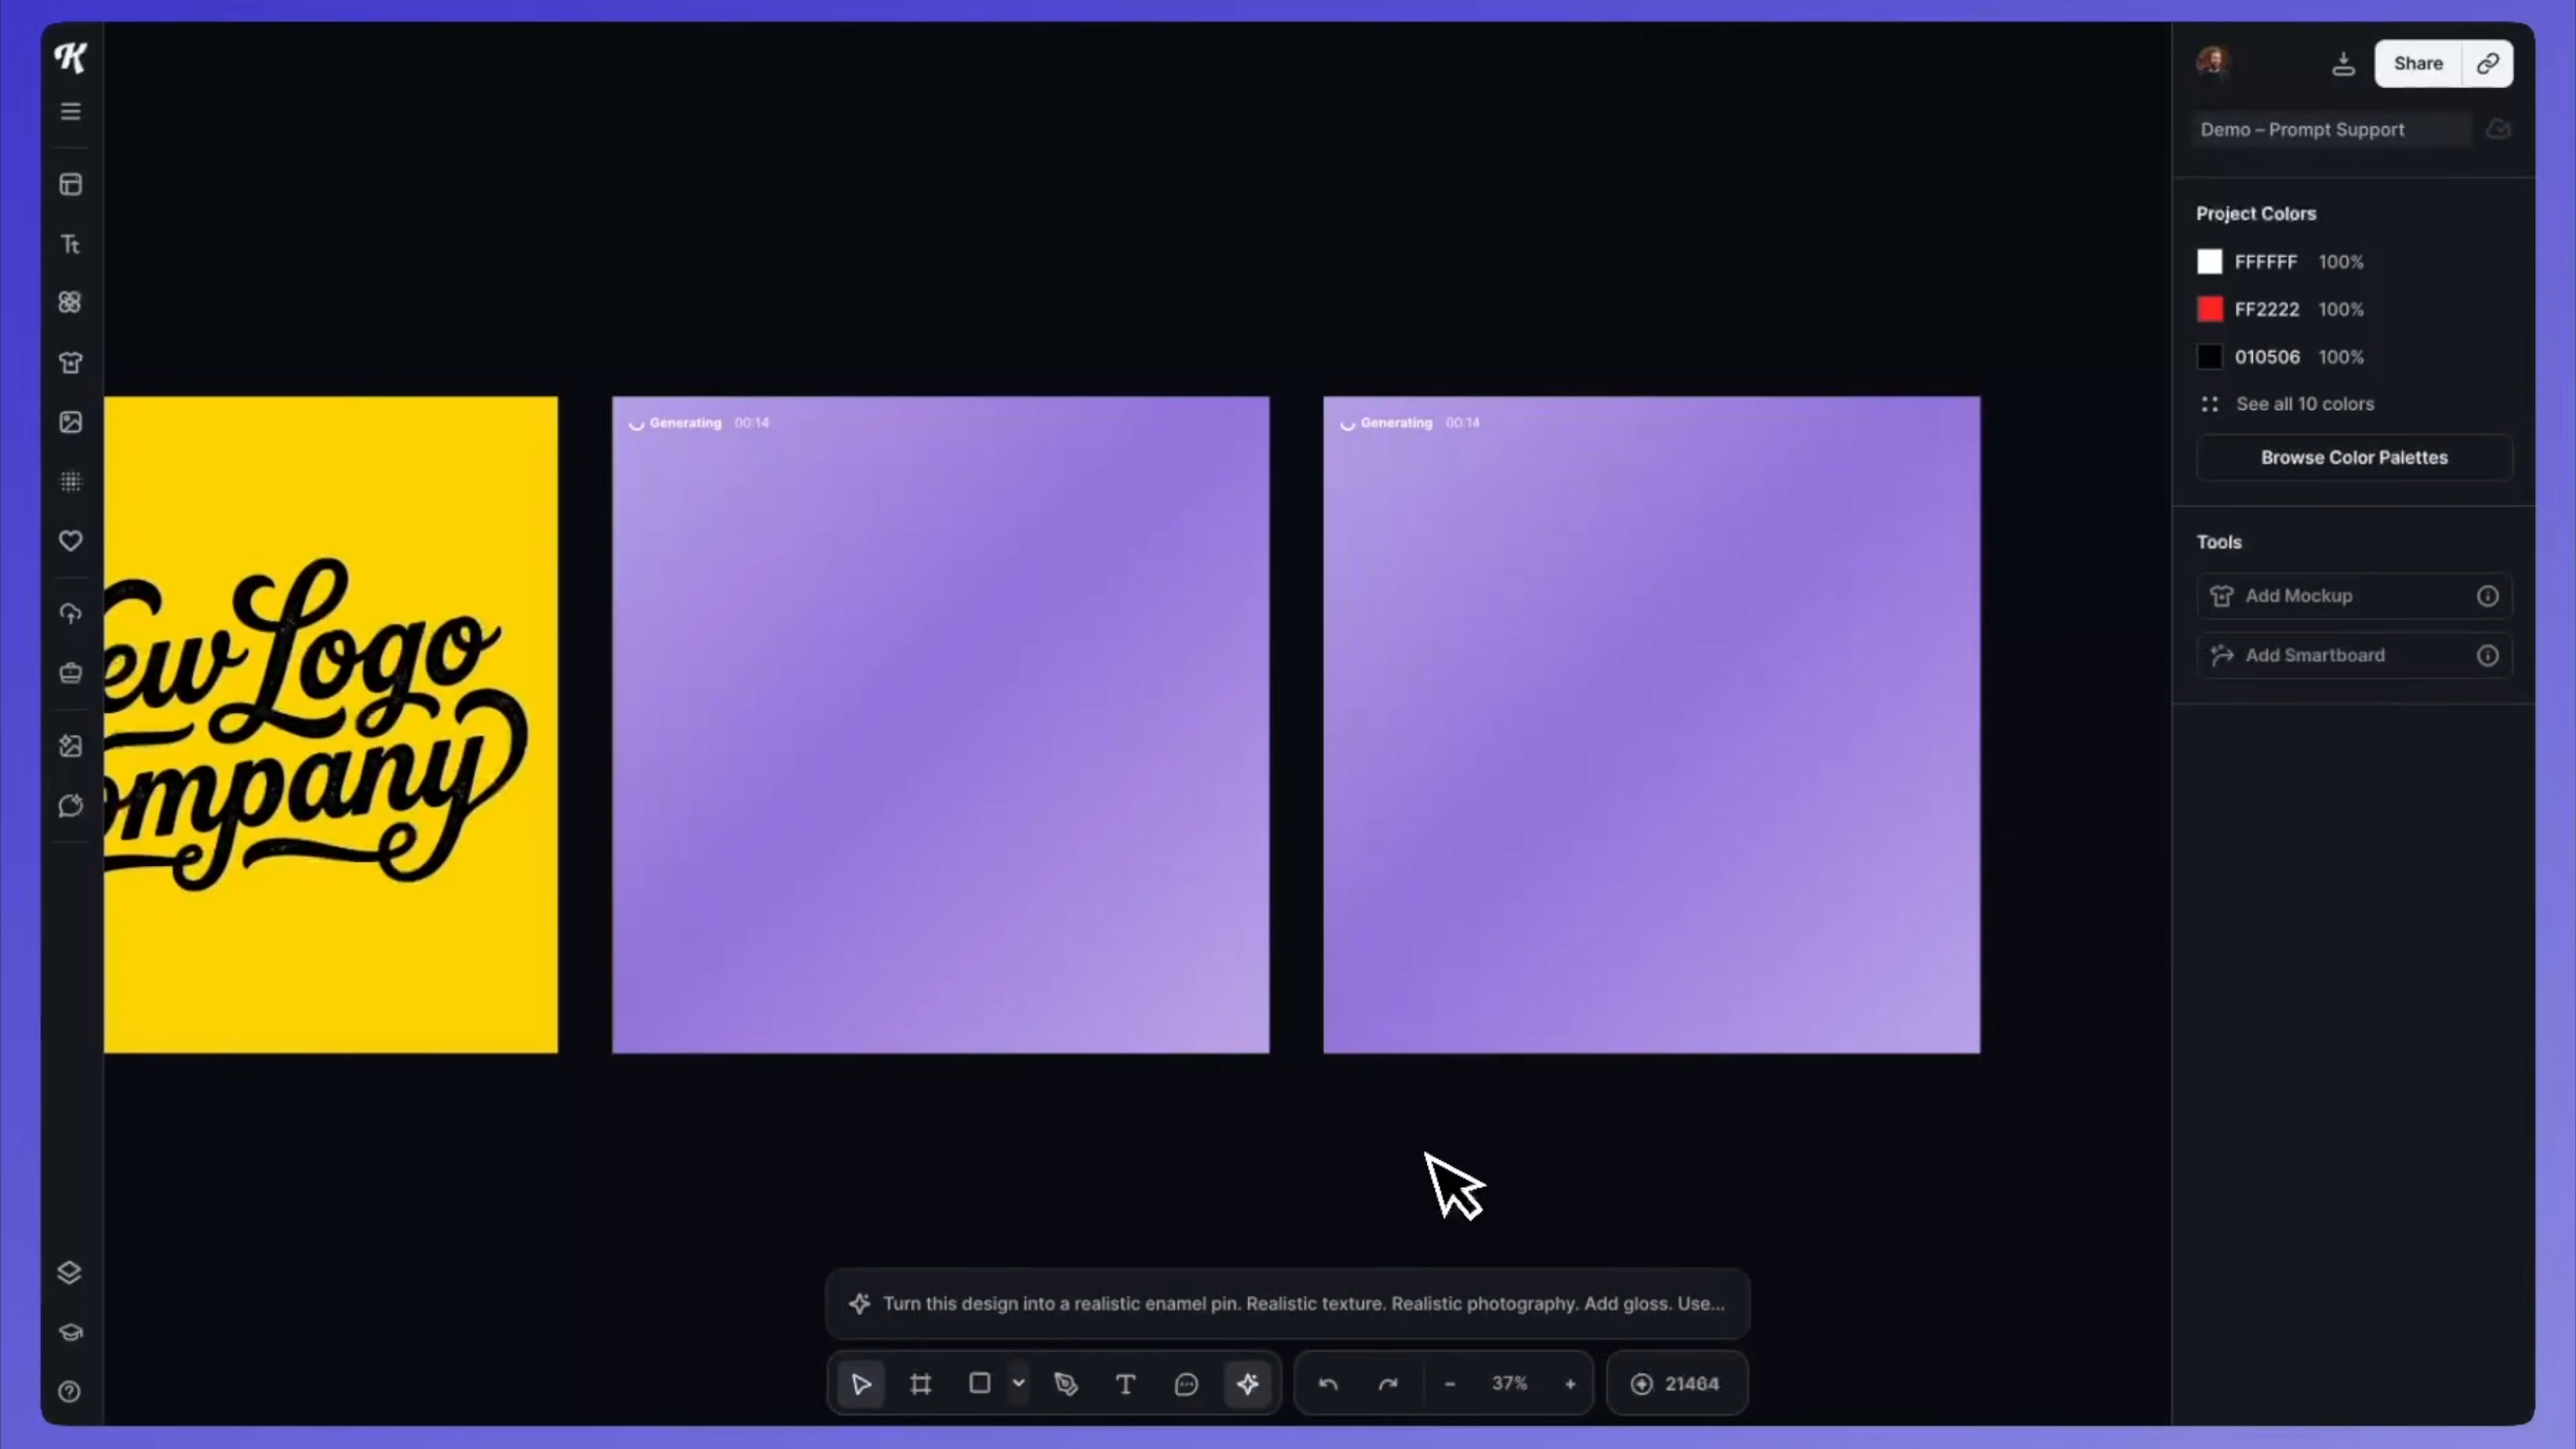 K
Share
Demo – Prompt Support
Tt
Project Colors
FFFFFF 100%
FF2222 100%
010506 100%
See all 10 colors
Browse Color Palettes
Generating 00:14
Generating 00:14
Tools
Add Mockup
Add Smartboard
ew Logo
ompany
Turn this design into a realistic enamel pin. Realistic texture. Realistic photography. Add gloss. Use...
T
37%
21464